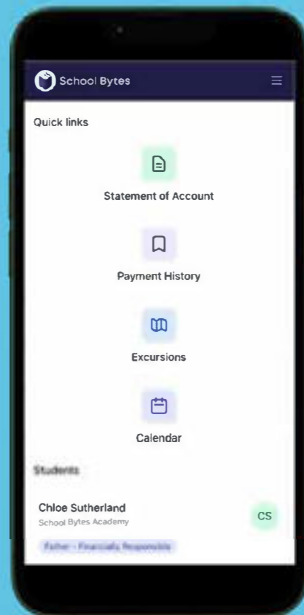 School Bytes
Quick links
Statement of Account
Payment History
Excursions
Calendar
Students
Chloe Sutherland
School Bytes Academy
CS
Father - Financially Responsible